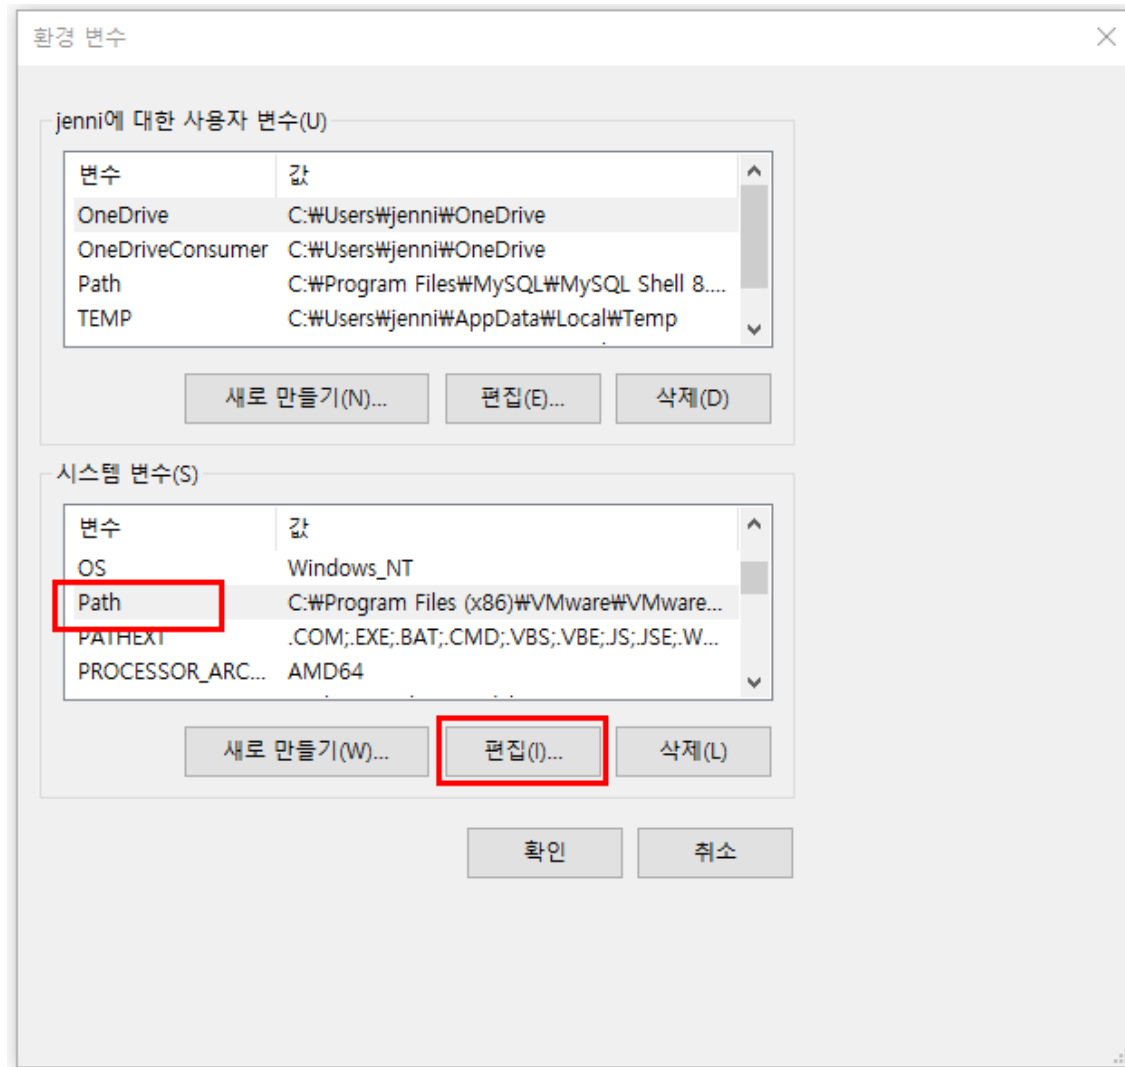 환경 변수
jenni에 대한 사용자 변수(U)
변수 값
OneDrive C:₩Users₩jenni₩OneDrive
OneDriveConsumer C:₩Users₩jenni₩OneDrive
Path C:₩Program Files₩MySQL₩MySQL Shell 8....
TEMP C:₩Users₩jenni₩AppData₩Local₩Temp
새로 만들기(N)... 편집(E)... 삭제(D)
시스템 변수(S)
변수 값
OS Windows_NT
Path C:₩Program Files (x86)₩VMware₩VMware...
PATHEXT .COM;.EXE;.BAT;.CMD;.VBS;.VBE;.JS;.JSE;.W...
PROCESSOR_ARC... AMD64
새로 만들기(W)... 편집(I)... 삭제(L)
확인 취소